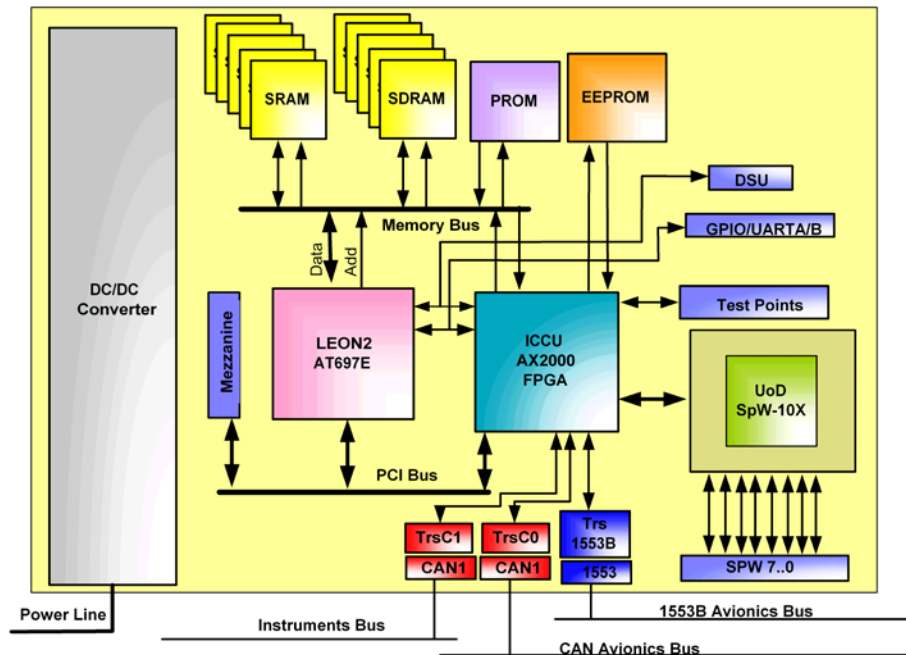 SRAM
SDRAM
PROM
EEPROM
DSU
Memory Bus
GPIO/UARTA/B
Data
Add
DC/DC
Converter
Mezzanine
LEON2
AT697E
ICCU
AX2000
FPGA
Test Points
UoD
SpW-10X
PCI Bus
TrsC1
TrsC0
Trs
1553B
CAN1
CAN1
1553
SPW 7..0
Power Line
Instruments Bus
1553B Avionics Bus
CAN Avionics Bus